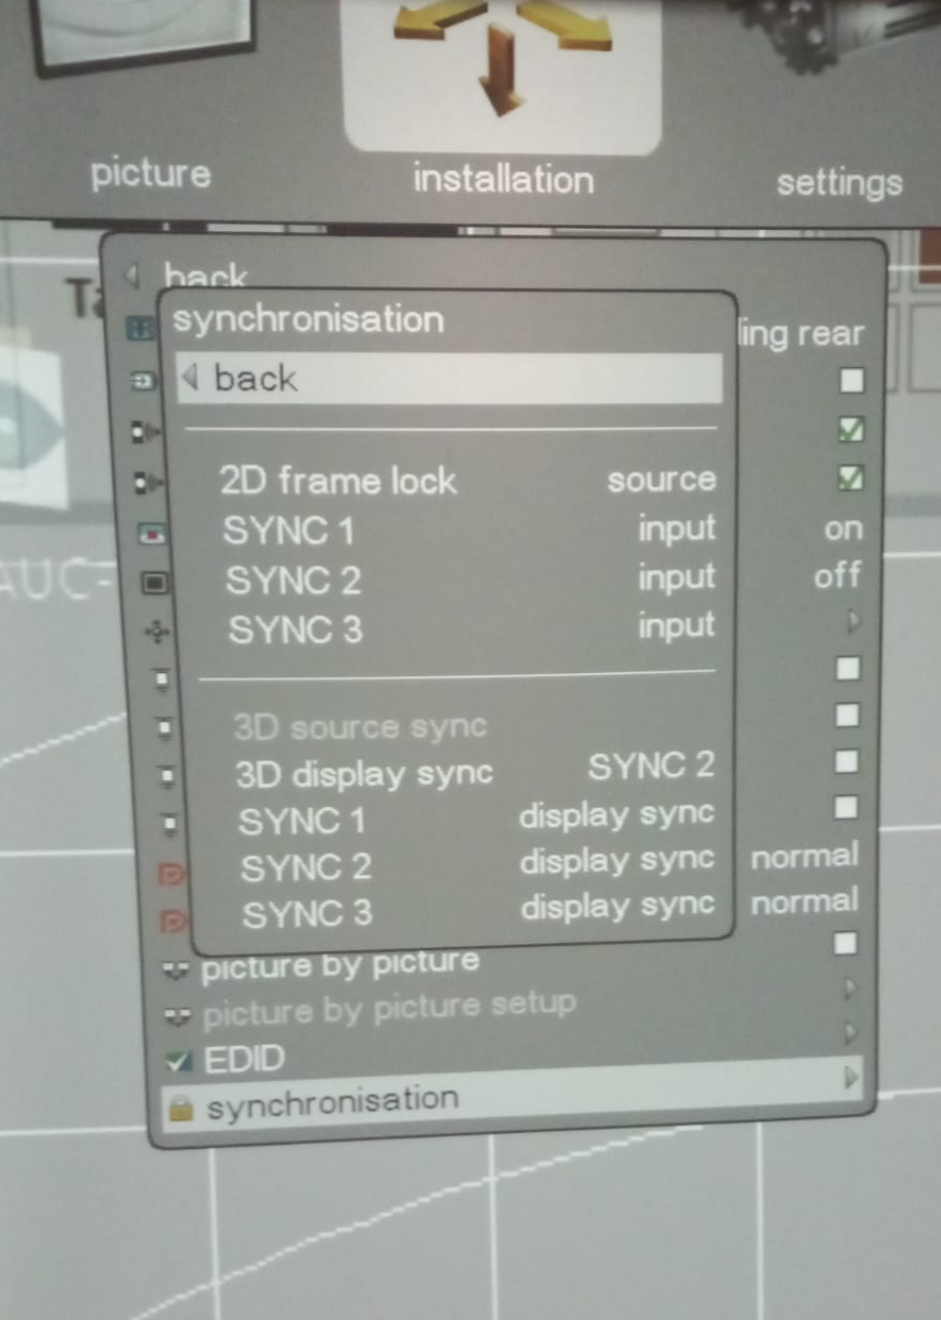 picture installation settings
back
synchronisation
ling rear
back
2D frame lock source
SYNC 1 input on
SYNC 2 input off
SYNC 3 input
3D source sync
3D display sync SYNC 2
SYNC 1 display sync
SYNC 2 display sync normal
SYNC 3 display sync normal
picture by picture
picture by picture setup
EDID
synchronisation
AUC-